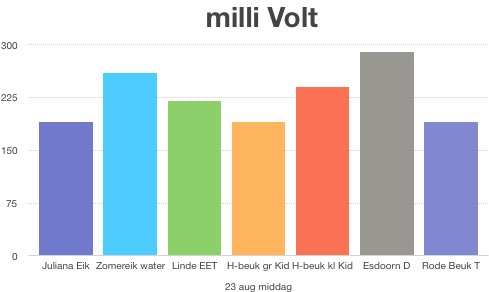 milli Volt
300
225
150
75
0
Juliana Eik Zomereik water Linde EET H-beuk gr Kid H-beuk kl Kid Esdoorn D Rode Beuk T
23 aug middag